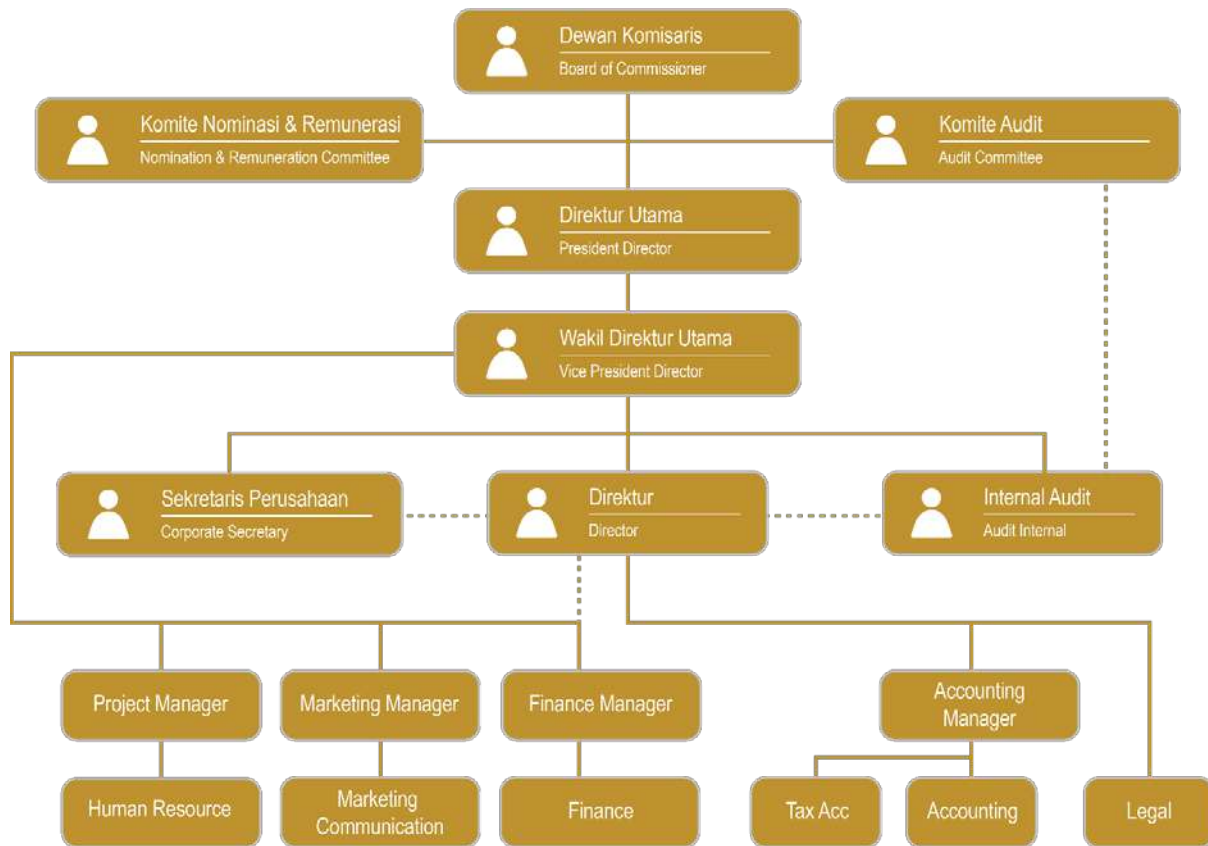 Dewan Komisaris
Board of Commissioner
Komite Nominasi & Remunerasi
Nomination & Remuneration Committee
Komite Audit
Audit Committee
Direktur Utama
President Director
Wakil Direktur Utama
Vice President Director
Sekretaris Perusahaan
Corporate Secretary
Direktur
Director
Internal Audit
Audit Internal
Project Manager
Marketing Manager
Finance Manager
Accounting
Manager
Human Resource
Marketing
Communication
Finance
Tax Acc
Accounting
Legal